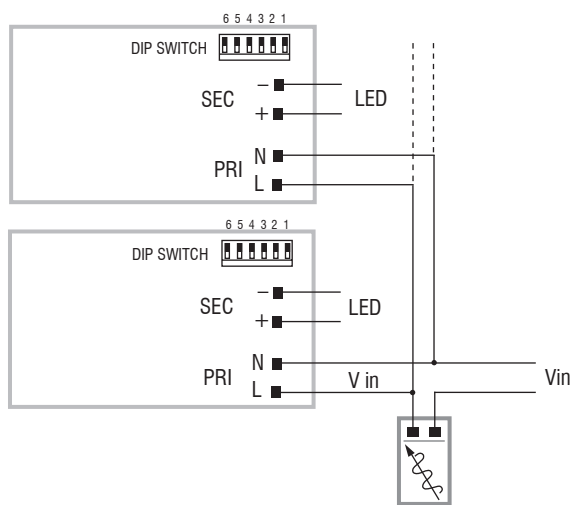 6 5 4 3 2 1
DIP SWITCH
− LED
SEC
+
N
PRI
L
6 5 4 3 2 1
DIP SWITCH
− LED
SEC
+
N
PRI
L
V in
Vin